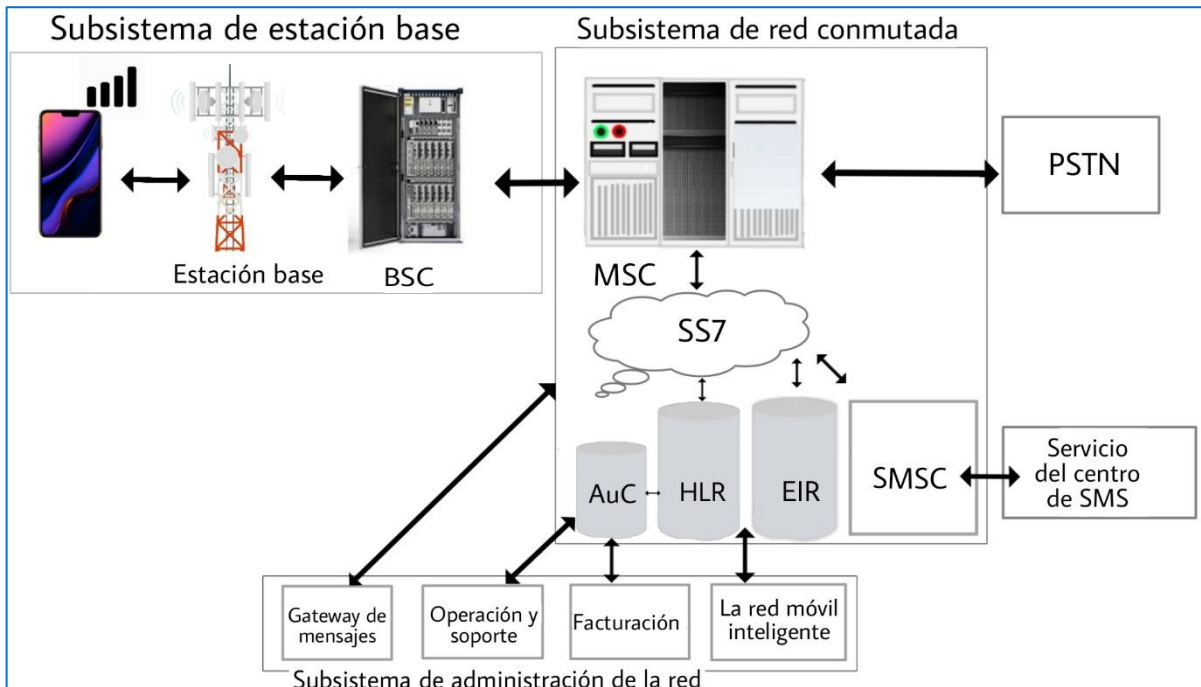 Subsistema de estación base
Subsistema de red conmutada
PSTN
Estación base
BSC
MSC
SS7
AuC
HLR
EIR
SMSC
Servicio
del centro
de SMS
Gateway de
mensajes
Operación y
soporte
Facturación
La red móvil
inteligente
Subsistema de administración de la red